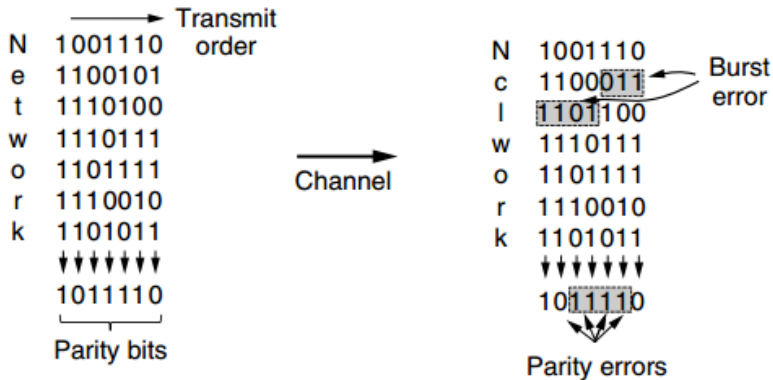 Transmit
order
N 1001110
e 1100101
t 1110100
w 1110111
o 1101111
r 1110010
k 1101011
1011110
Parity bits
Channel
N 1001110
c 1100011
l 1101100
w 1110111
o 1101111
r 1110010
k 1101011
1011110
Parity errors
Burst
error